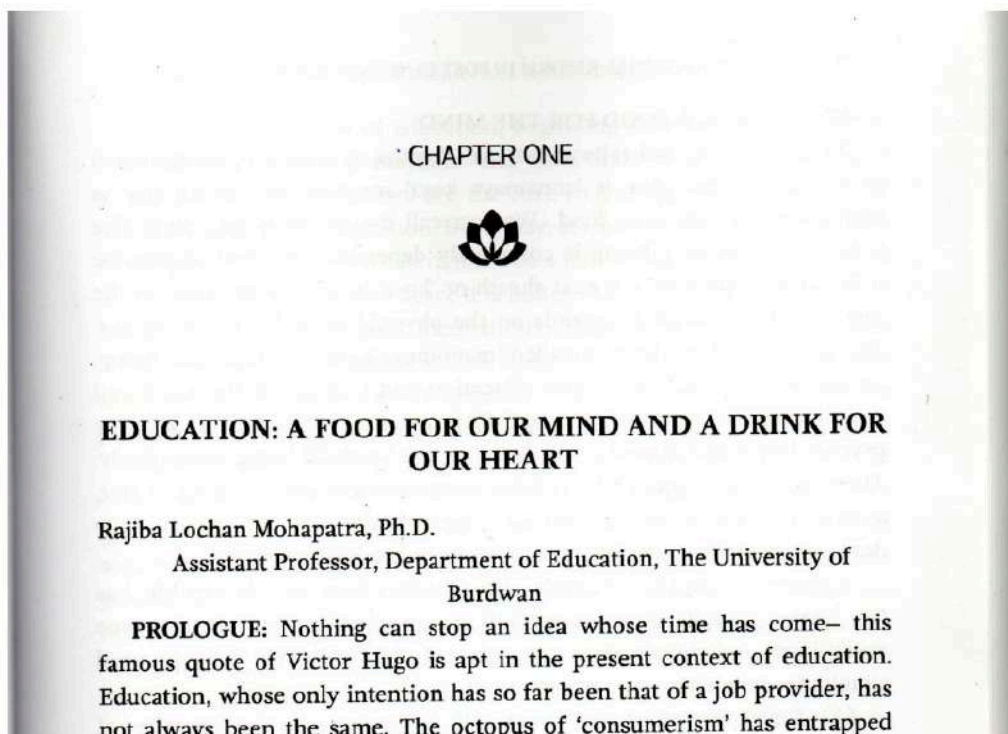 CHAPTER ONE
EDUCATION: A FOOD FOR OUR MIND AND A DRINK FOR
OUR HEART
Rajiba Lochan Mohapatra, Ph.D.
Assistant Professor, Department of Education, The University of
Burdwan
PROLOGUE: Nothing can stop an idea whose time has come– this
famous quote of Victor Hugo is apt in the present context of education.
Education, whose only intention has so far been that of a job provider, has
not always been the same. The octopus of ‘consumerism’ has entrapped